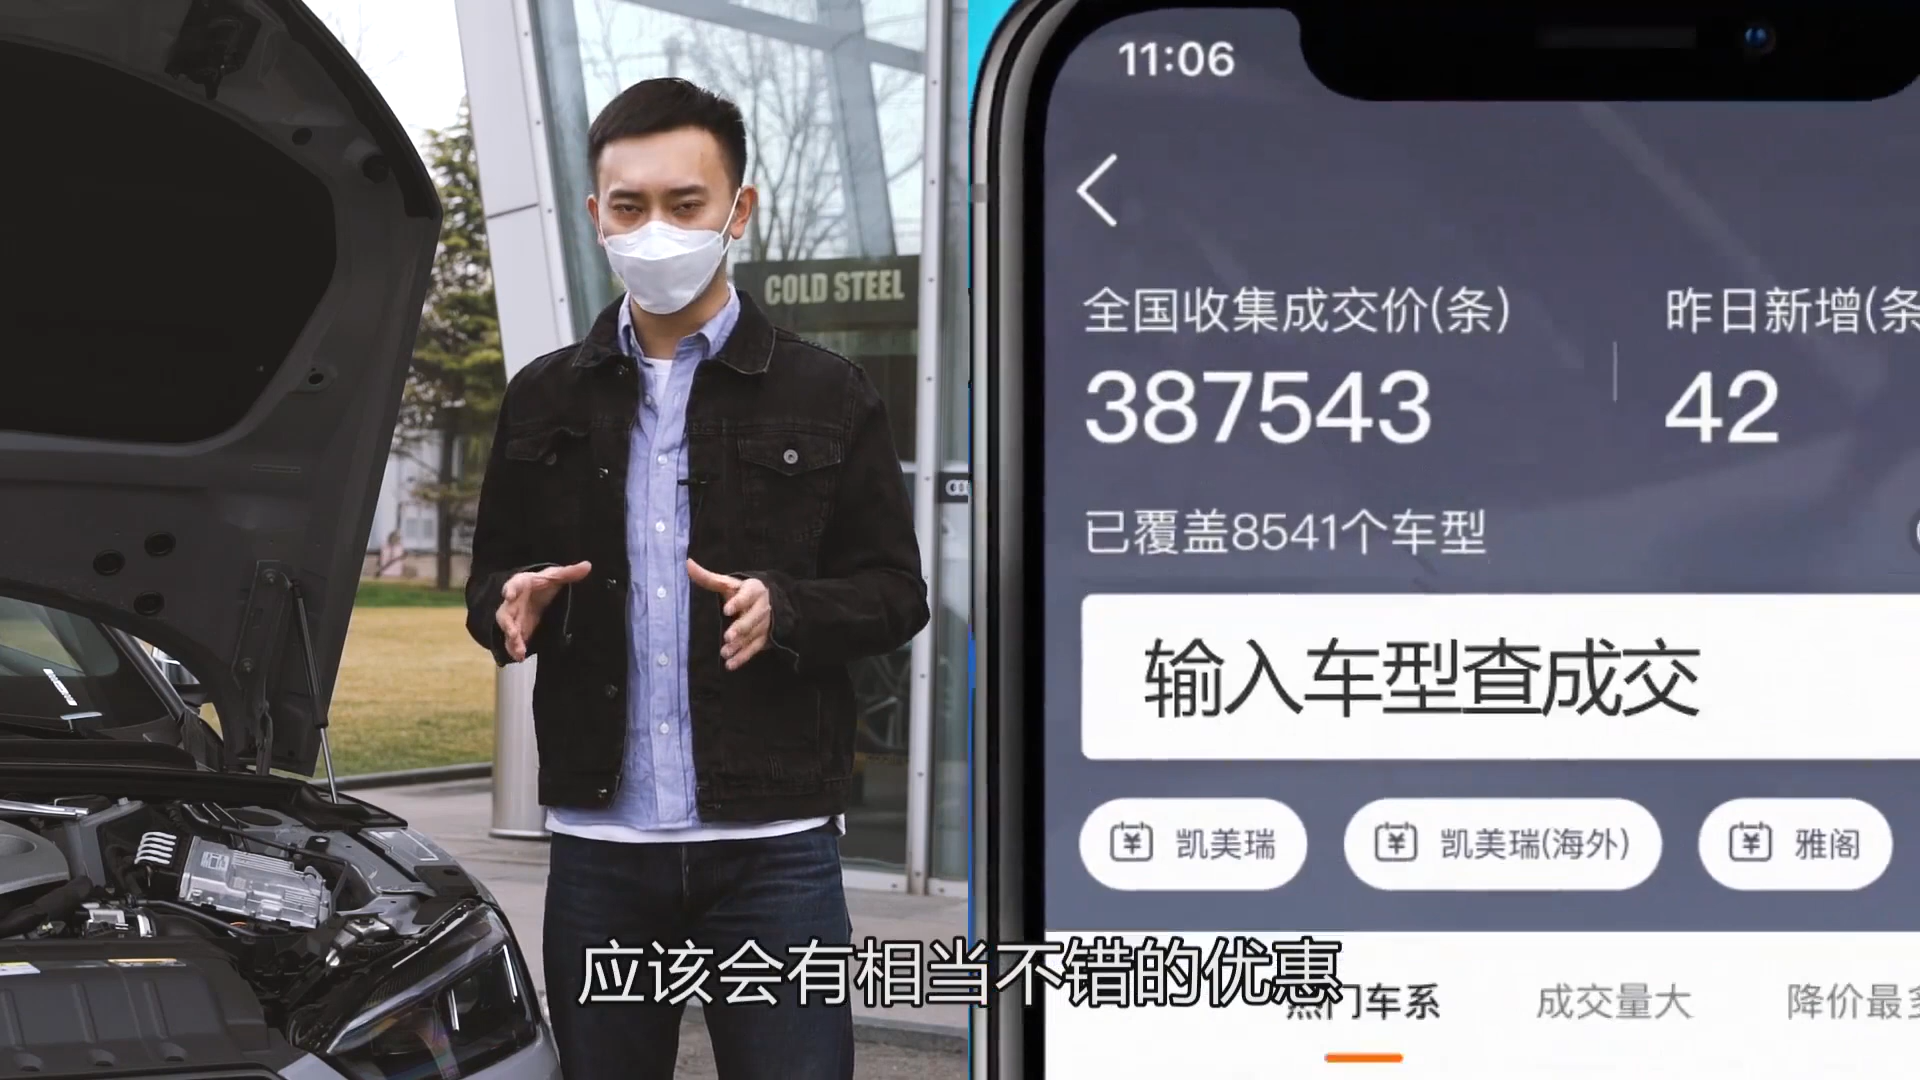 COLD STEEL
11:06
全国收集成交价(条)
昨日新增(条
387543
42
已覆盖8541个车型
输入车型查成交
凯美瑞
凯美瑞(海外)
雅阁
应该会有相当不错的优惠
热门车系
成交量大
降价最多